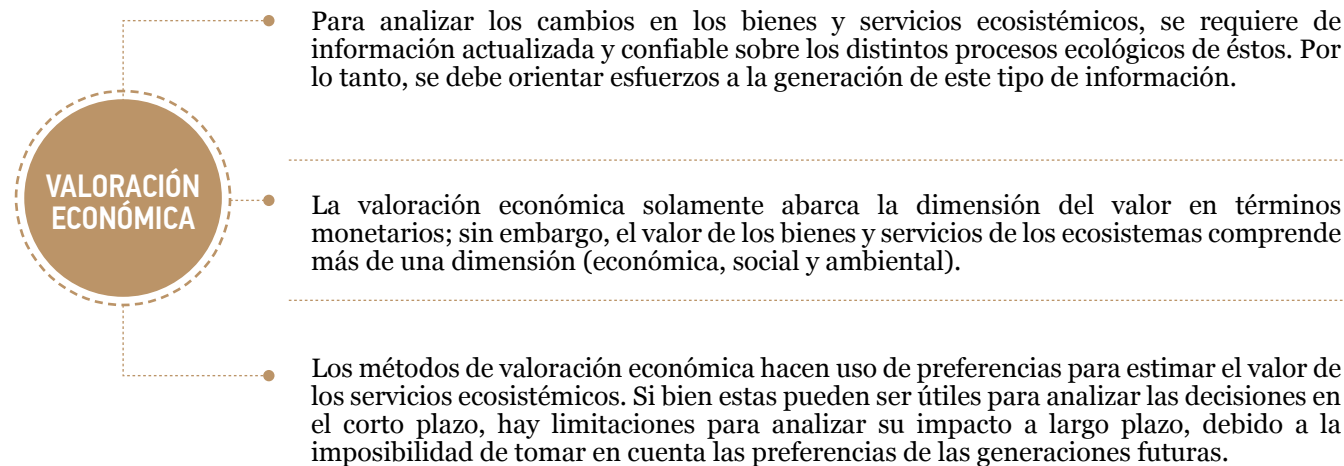 Para analizar los cambios en los bienes y servicios ecosistémicos, se requiere de
información actualizada y confiable sobre los distintos procesos ecológicos de éstos. Por
lo tanto, se debe orientar esfuerzos a la generación de este tipo de información.
VALORACIÓN
ECONÓMICA
La valoración económica solamente abarca la dimensión del valor en términos
monetarios; sin embargo, el valor de los bienes y servicios de los ecosistemas comprende
más de una dimensión (económica, social y ambiental).
Los métodos de valoración económica hacen uso de preferencias para estimar el valor de
los servicios ecosistémicos. Si bien estas pueden ser útiles para analizar las decisiones en
el corto plazo, hay limitaciones para analizar su impacto a largo plazo, debido a la
imposibilidad de tomar en cuenta las preferencias de las generaciones futuras.